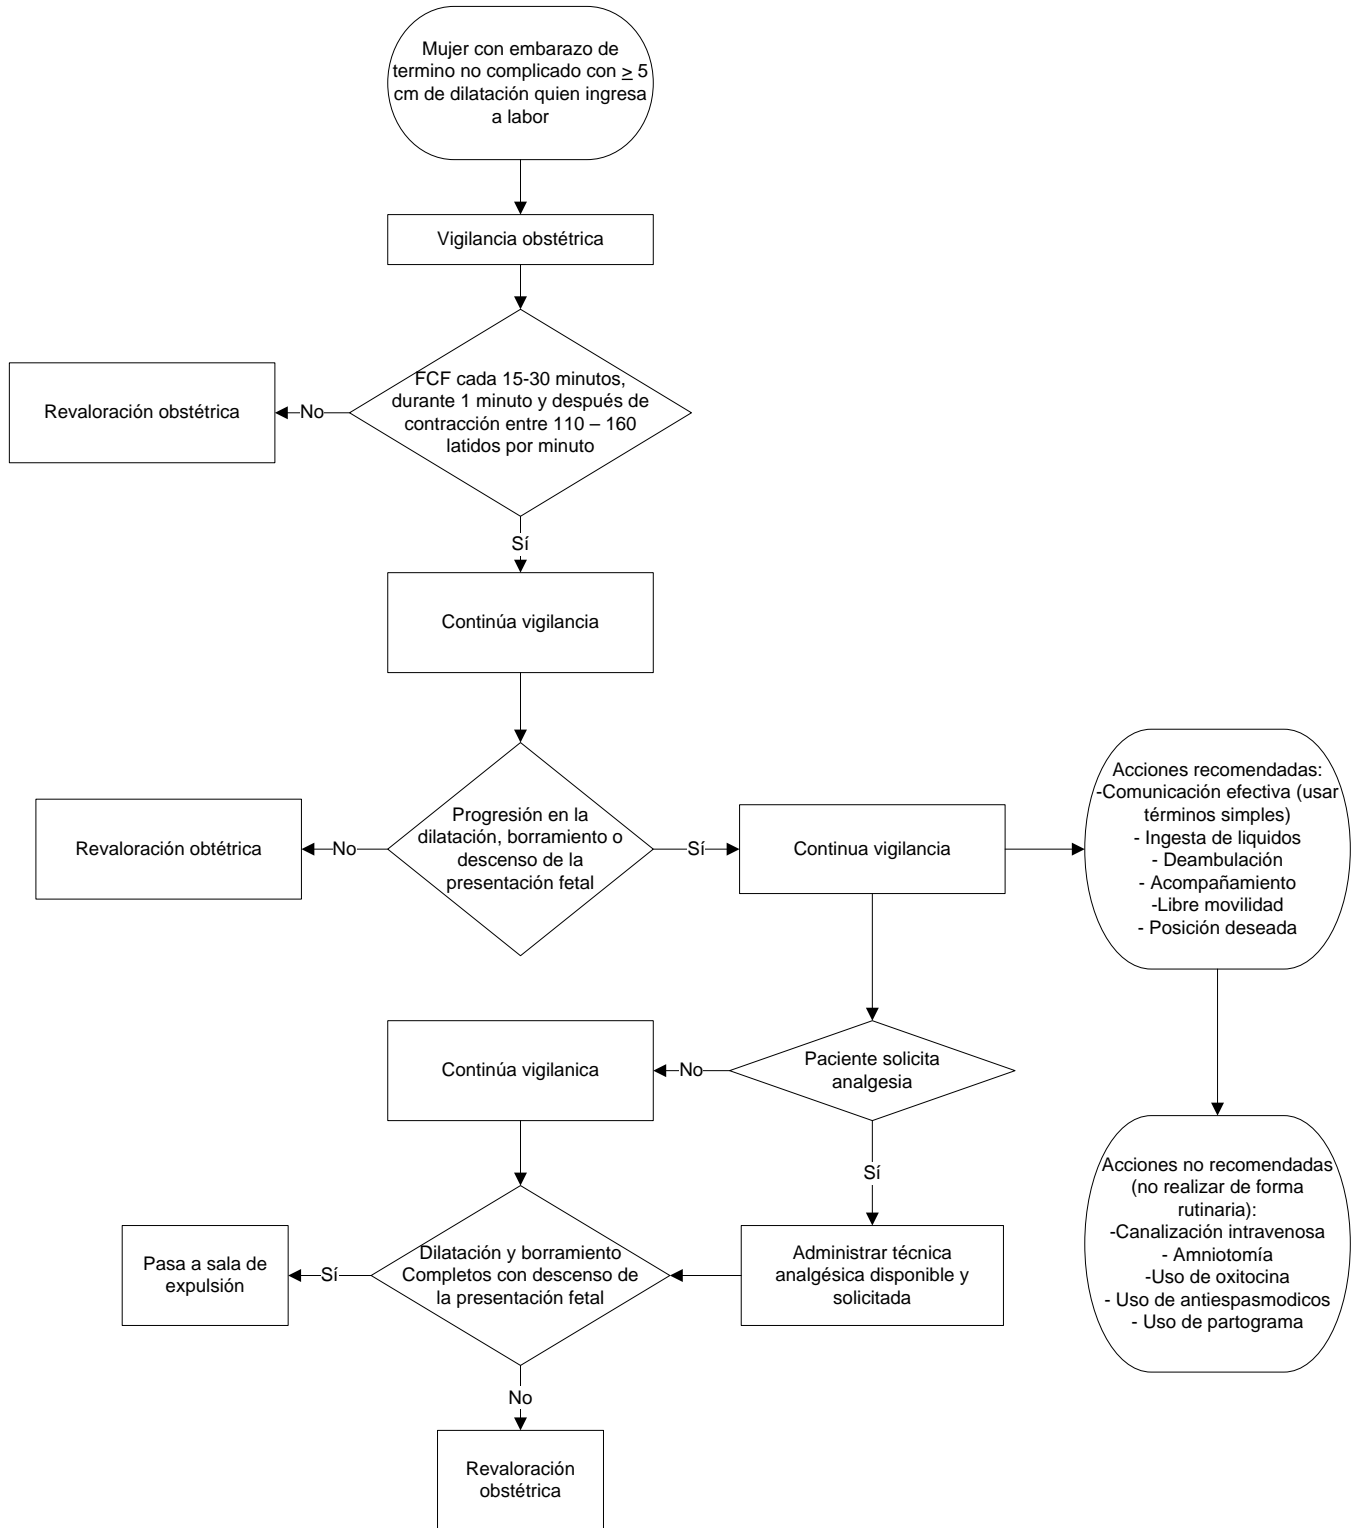 Mujer con embarazo de
termino no complicado con ≥ 5
cm de dilatación quien ingresa
a labor
Vigilancia obstétrica
FCF cada 15-30 minutos,
durante 1 minuto y después de
contracción entre 110 – 160
latidos por minuto
No
Revaloración obstétrica
Sí
Continúa vigilancia
Progresión en la
dilatación, borramiento o
descenso de la
presentación fetal
No
Revaloración obtétrica
Sí
Continua vigilancia
Acciones recomendadas:
-Comunicación efectiva (usar
términos simples)
- Ingesta de liquidos
- Deambulación
- Acompañamiento
-Libre movilidad
- Posición deseada
Paciente solicita
analgesia
No
Continúa vigilanica
Sí
Administrar técnica
analgésica disponible y
solicitada
Acciones no recomendadas
(no realizar de forma
rutinaria):
-Canalización intravenosa
- Amniotomía
-Uso de oxitocina
- Uso de antiespasmodicos
- Uso de partograma
Dilatación y borramiento
Completos con descenso de
la presentación fetal
Sí
Pasa a sala de
expulsión
No
Revaloración
obstétrica